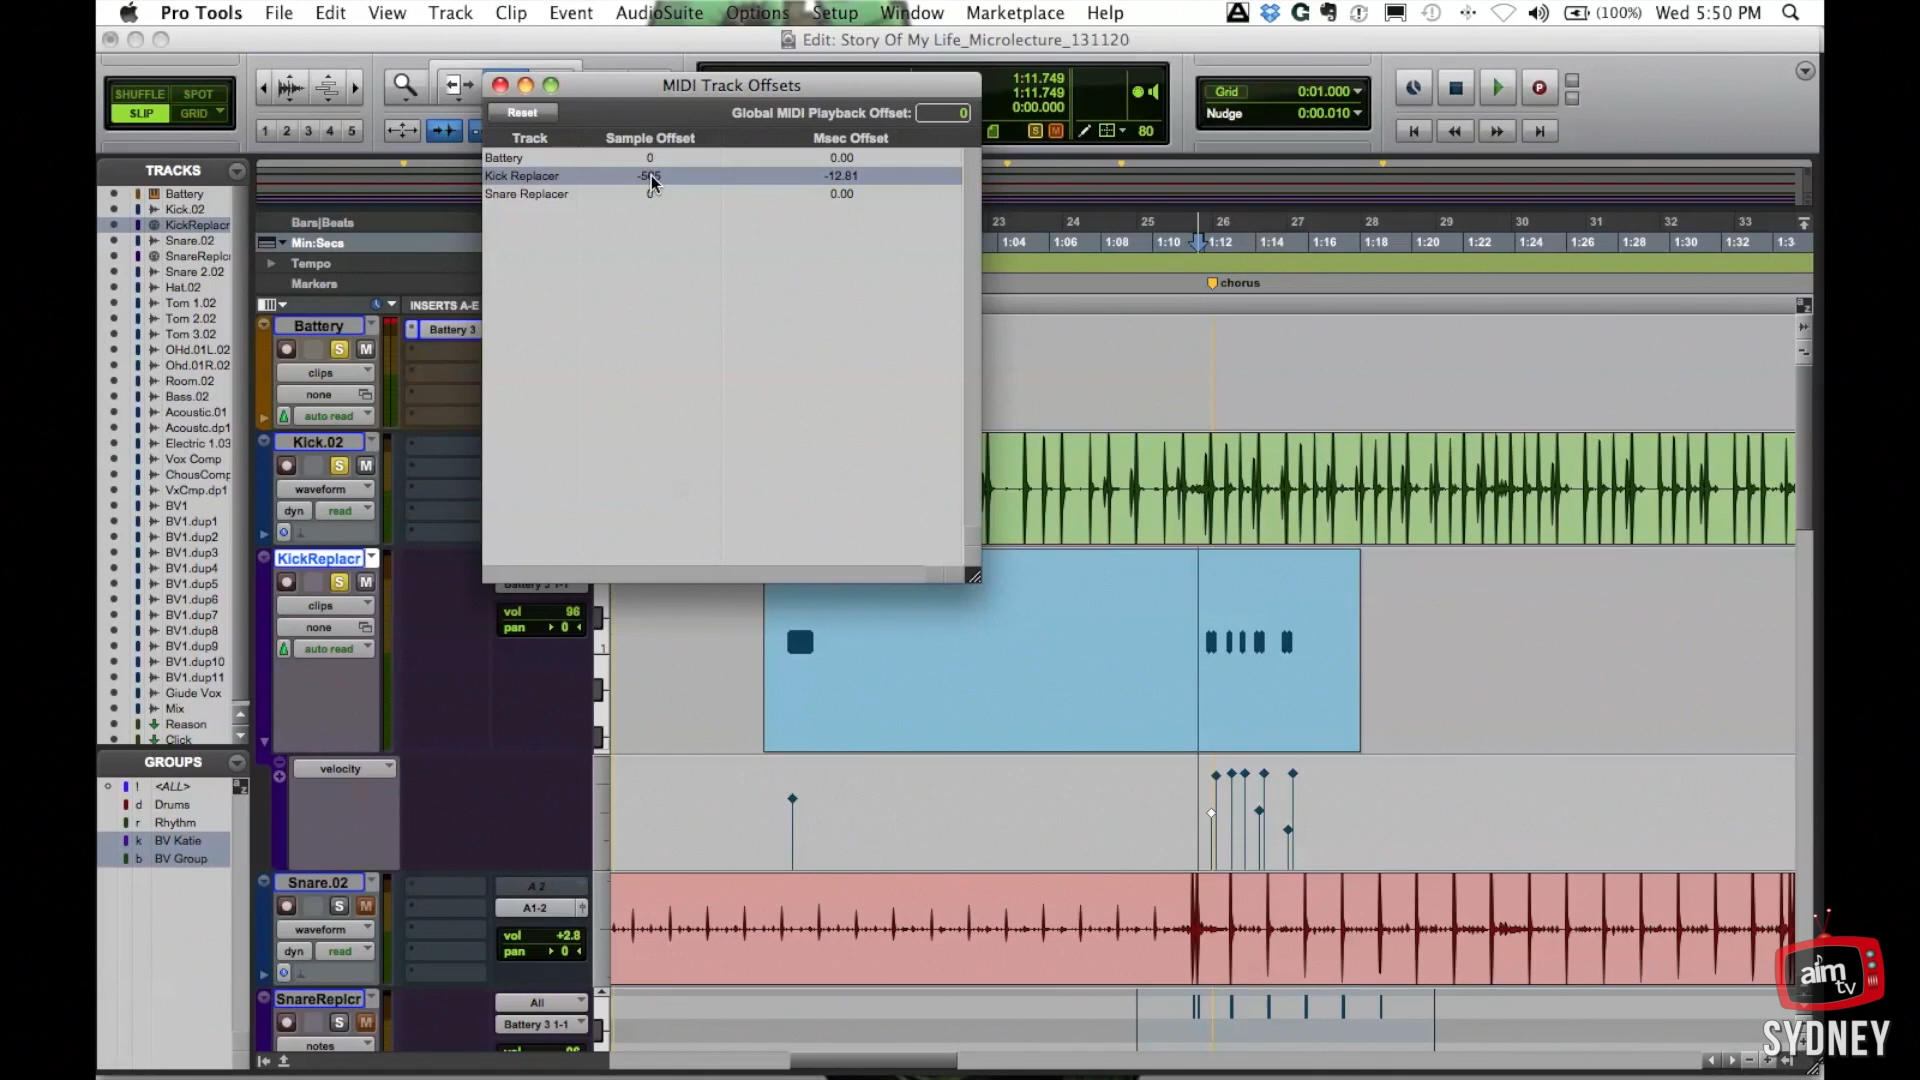 Pro Tools File Edit View Track Clip Event AudioSuite Options Setup Window Marketplace Help (100%) Wed 5:50 PM
Edit: Story Of My Life_Microlecture_131120
SHUFFLE SPOT
SLIP GRID
1 2 3 4 5
MIDI Track Offsets
Reset Global MIDI Playback Offset: 0
Track Sample Offset Msec Offset
Battery 0 0.00
Kick Replacer -12.81
Snare Replacer 0 0.00
1:11.749
1:11.749
0:00.000
S M 80
Grid 0:01.000
Nudge 0:00.010
TRACKS
Battery
Kick.02
KickReplacr
Snare.02
SnareReplcr
Snare 2.02
Hat.02
Tom 1.02
Tom 2.02
Tom 3.02
OHd.01L.02
Ohd.01R.02
Room.02
Bass.02
Acoustic.01
Acoustc.dp1
Electric 1.03
Vox Comp
ChousComp
VxCmp.dp1
BV1
BV1.dup1
BV1.dup2
BV1.dup3
BV1.dup4
BV1.dup5
BV1.dup6
BV1.dup7
BV1.dup8
BV1.dup9
BV1.dup10
BV1.dup11
Giude Vox
Mix
Reason
Click
GROUPS
! <ALL>
d Drums
r Rhythm
k BV Katie
b BV Group
Bars|Beats
Min:Secs
Tempo
Markers
INSERTS A-E
23 24 25 26 27 28 29 30 31 32 33
1:04 1:06 1:08 1:10 1:12 1:14 1:16 1:18 1:20 1:22 1:24 1:26 1:28 1:30 1:32 1:3
chorus
Battery
Battery 3
S M
clips
none
auto read
Kick.02
S M
waveform
dyn read
KickReplacr
S M
clips
none
auto read
Battery 3 1-1
vol 96
pan 0
1
velocity
Snare.02
S M
waveform
dyn read
A 2
A1-2
vol +2.8
pan 0
SnareReplcr
S M
notes
All
Battery 3 1-1
aim
tv
SYDNEY